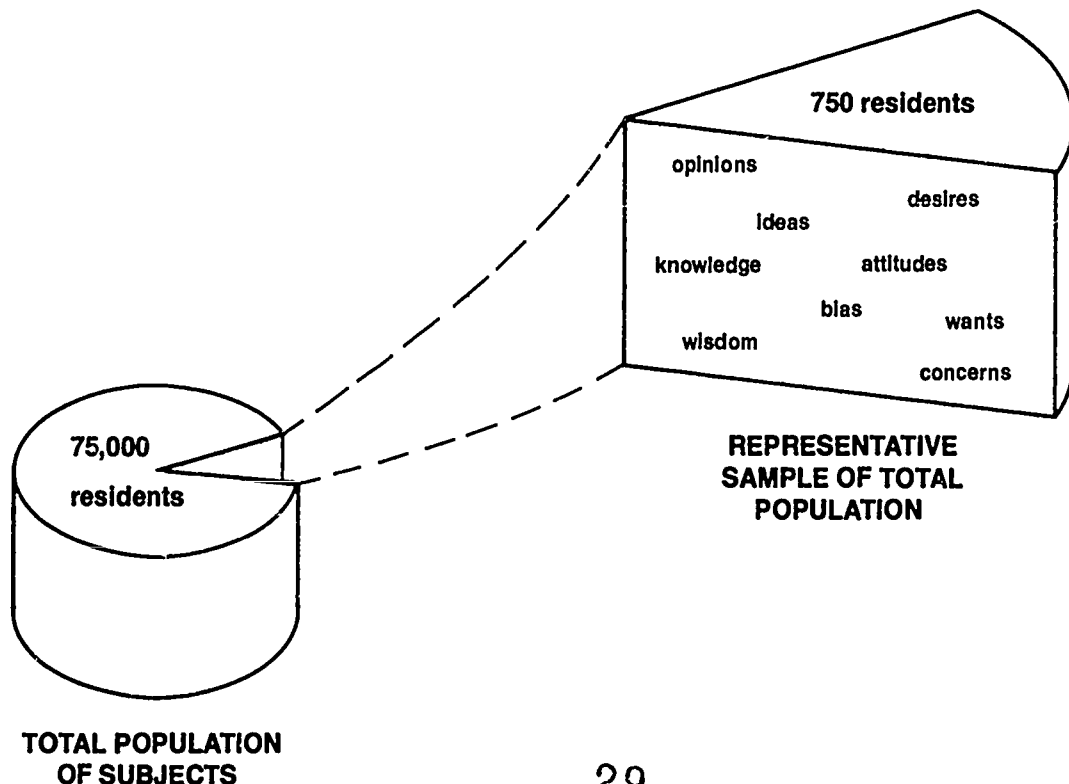 750 residents
opinions
desires
ideas
knowledge
attitudes
bias
wants
wisdom
concerns
REPRESENTATIVE
SAMPLE OF TOTAL
POPULATION
75,000
residents
TOTAL POPULATION
OF SUBJECTS
29